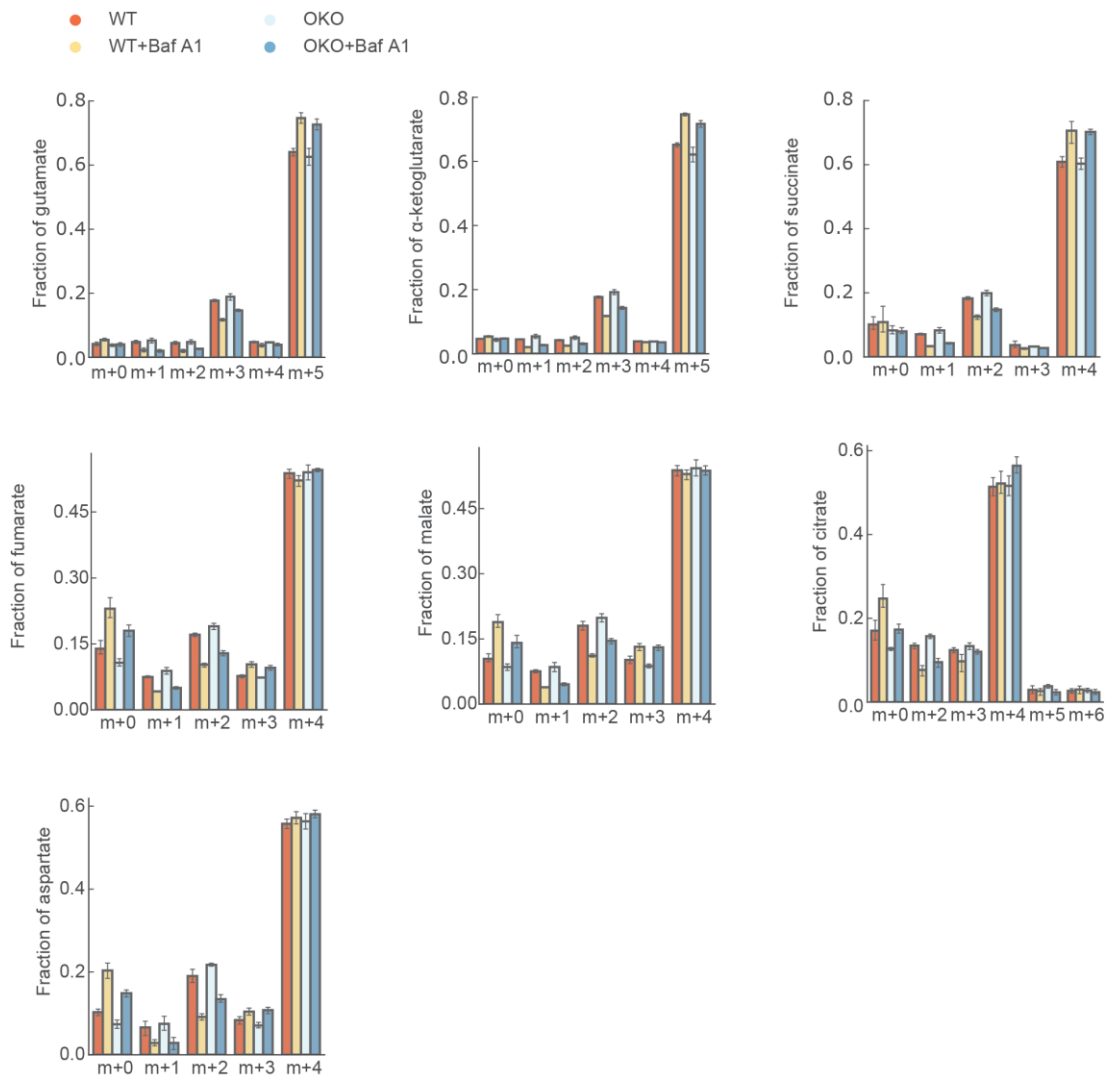 WT
OKO
WT+Baf A1
OKO+Baf A1
Fraction of gutamate
0.8
0.6
0.4
0.2
0.0
m+0 m+1 m+2 m+3 m+4 m+5
Fraction of α-ketoglutarate
0.8
0.6
0.4
0.2
0.0
m+0 m+1 m+2 m+3 m+4 m+5
Fraction of succinate
0.8
0.6
0.4
0.2
0.0
m+0 m+1 m+2 m+3 m+4
Fraction of fumarate
0.45
0.30
0.15
0.00
m+0 m+1 m+2 m+3 m+4
Fraction of malate
0.45
0.30
0.15
0.00
m+0 m+1 m+2 m+3 m+4
Fraction of citrate
0.6
0.4
0.2
0.0
m+0 m+2 m+3 m+4 m+5 m+6
Fraction of aspartate
0.6
0.4
0.2
0.0
m+0 m+1 m+2 m+3 m+4